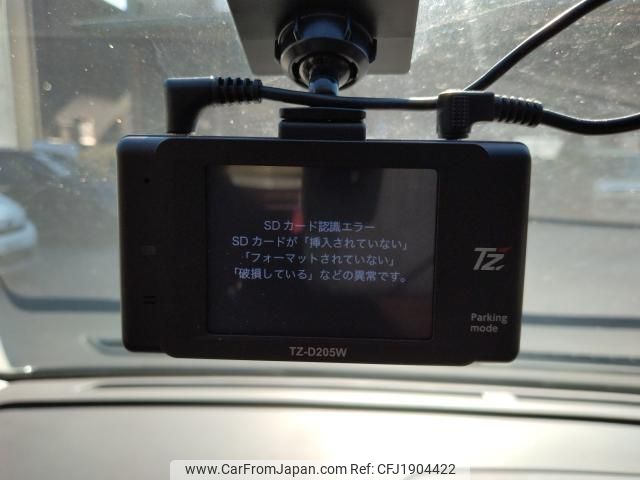 SDカード認識エラー
SDカードが「挿入されていない」
「フォーマットされていない」
「破損している」などの異常です。
TZ
Parking
mode
TZ-D205W
www.CarFromJapan.com REF:CFJ1904422